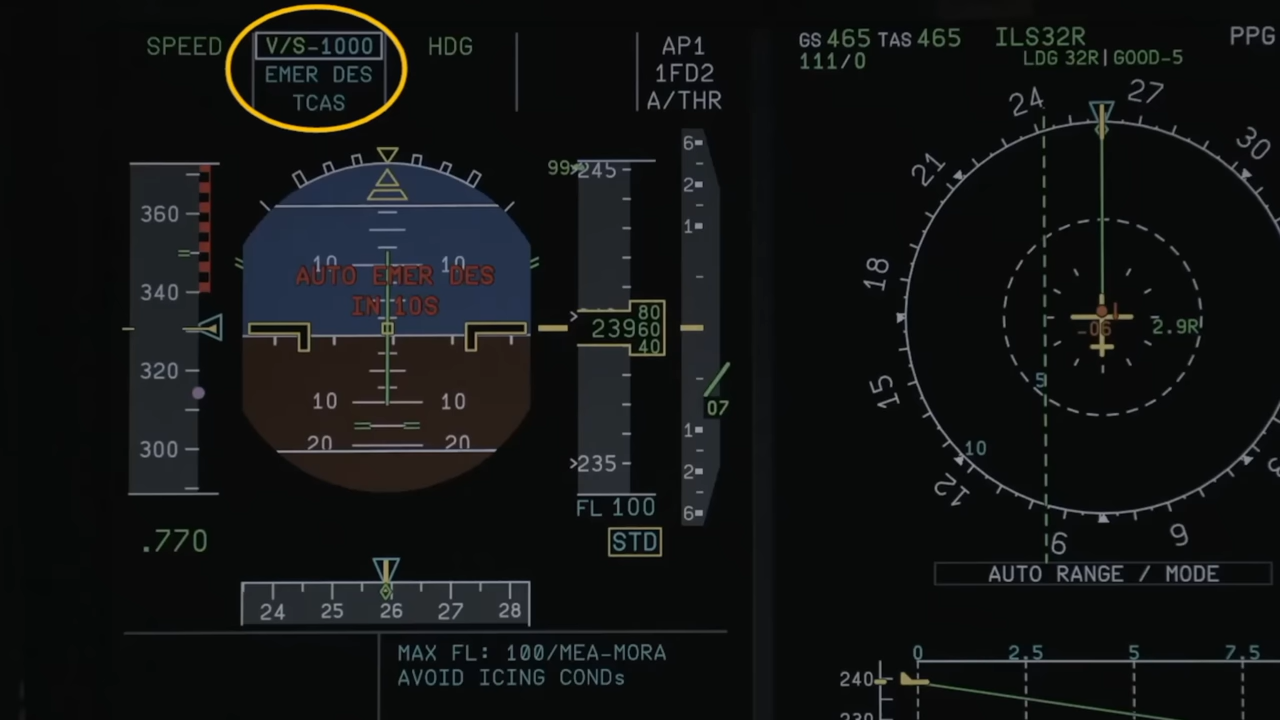 SPEED
V/S-1000
EMER DES
TCAS
HDG
AP1
1FD2
A/THR
GS 465 TAS 465
111/0
ILS32R
LDG 32R|GOOD-5
PPG
360
340
320
300
.770
10 10
AUTO EMER DES
IN 10S
10 10
20 20
99
245
239
80
60
40
235
FL 100
STD
6
2
1
07
1
2
6
24 25 26 27 28
MAX FL: 100/MEA-MORA
AVOID ICING CONDs
24
27
30
21
18
15
12
6
9
-06
2.9R
5
10
AUTO RANGE / MODE
0 2.5 5 7.5
240
230